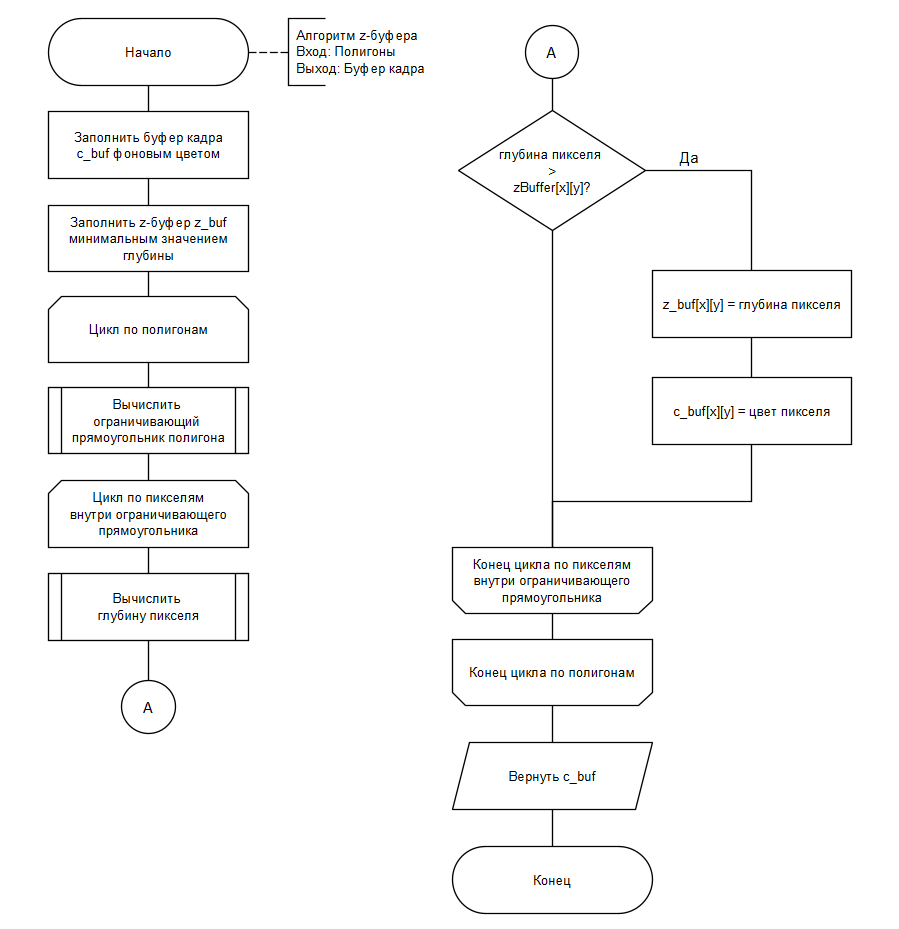 Начало
Алгоритм z-буфера
Вход: Полигоны
Выход: Буфер кадра
Заполнить буфер кадра
c_buf фоновым цветом
Заполнить z-буфер z_buf
минимальным значением
глубины
Цикл по полигонам
Вычислить
ограничивающий
прямоугольник полигона
Цикл по пикселям
внутри ограничивающего
прямоугольника
Вычислить
глубину пикселя
A
A
глубина пикселя
>
zBuffer[x][y]?
Да
z_buf[x][y] = глубина пикселя
c_buf[x][y] = цвет пикселя
Конец цикла по пикселям
внутри ограничивающего
прямоугольника
Конец цикла по полигонам
Вернуть c_buf
Конец